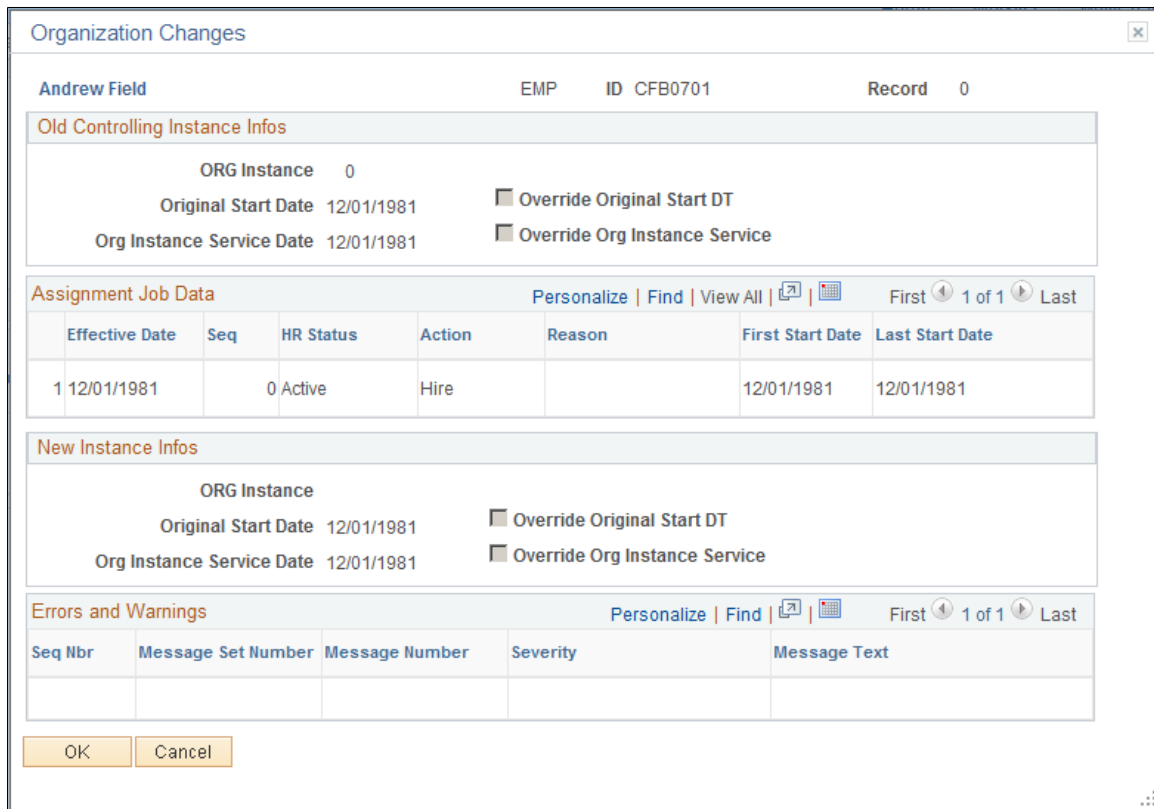 Organization Changes
Andrew Field EMP ID CFB0701 Record 0
Old Controlling Instance Infos
ORG Instance 0
Original Start Date 12/01/1981 Override Original Start DT
Org Instance Service Date 12/01/1981 Override Org Instance Service
Assignment Job Data Personalize | Find | View All | | First 1 of 1 Last
Effective Date Seq HR Status Action Reason First Start Date Last Start Date
1 12/01/1981 0 Active Hire 12/01/1981 12/01/1981
New Instance Infos
ORG Instance
Original Start Date 12/01/1981 Override Original Start DT
Org Instance Service Date 12/01/1981 Override Org Instance Service
Errors and Warnings Personalize | Find | | First 1 of 1 Last
Seq Nbr Message Set Number Message Number Severity Message Text
OK Cancel